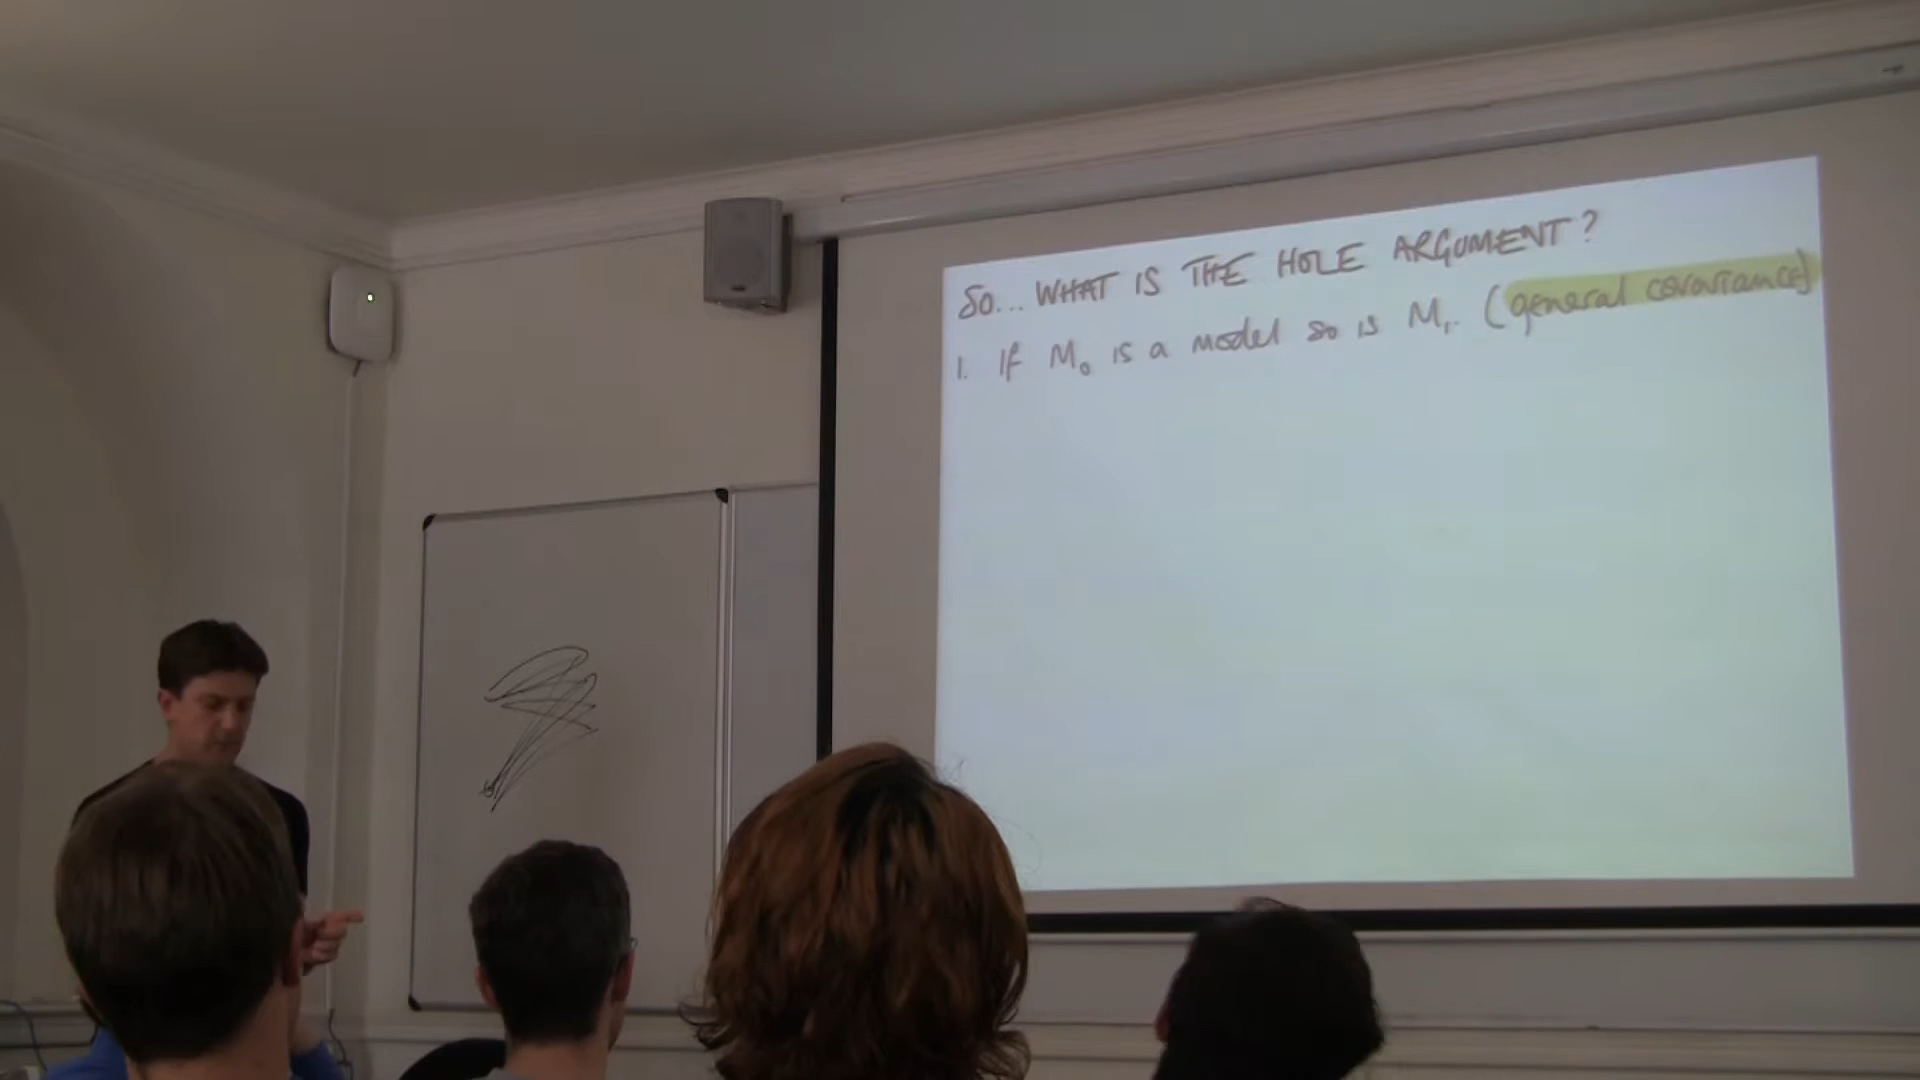 SO... WHAT IS THE HOLE ARGUMENT?
1. If M₀ is a model so is M₁. (general covariance)